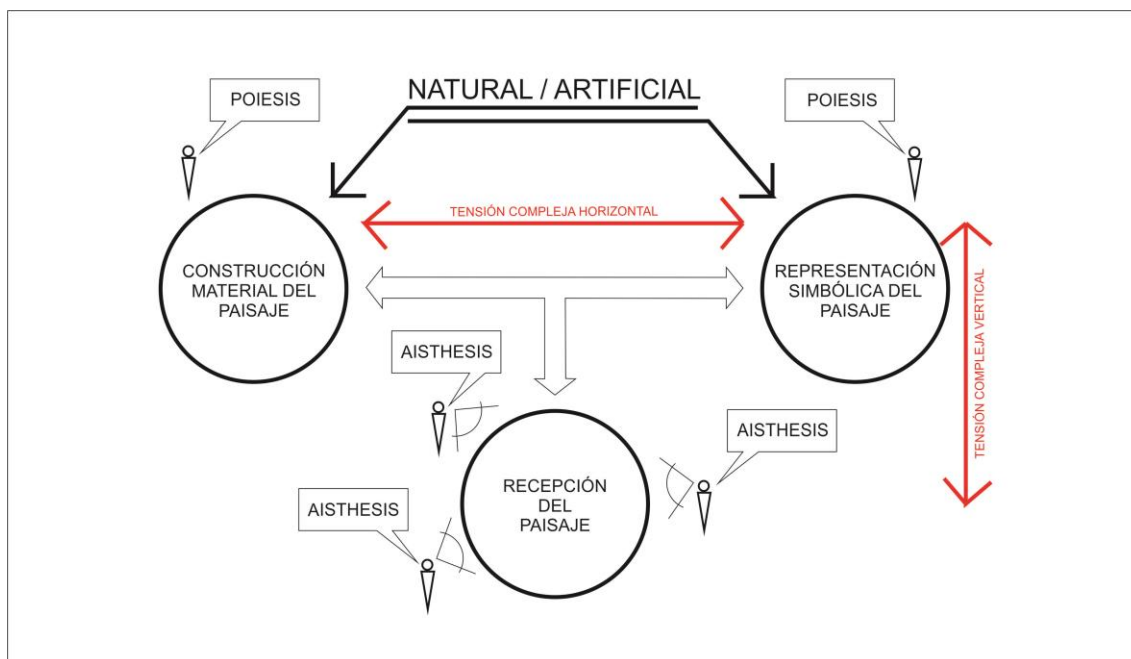 POIESIS
NATURAL / ARTIFICIAL
POIESIS
TENSIÓN COMPLEJA HORIZONTAL
CONSTRUCCIÓN
MATERIAL DEL
PAISAJE
REPRESENTACIÓN
SIMBÓLICA DEL
PAISAJE
TENSIÓN COMPLEJA VERTICAL
AISTHESIS
AISTHESIS
AISTHESIS
RECEPCIÓN
DEL
PAISAJE